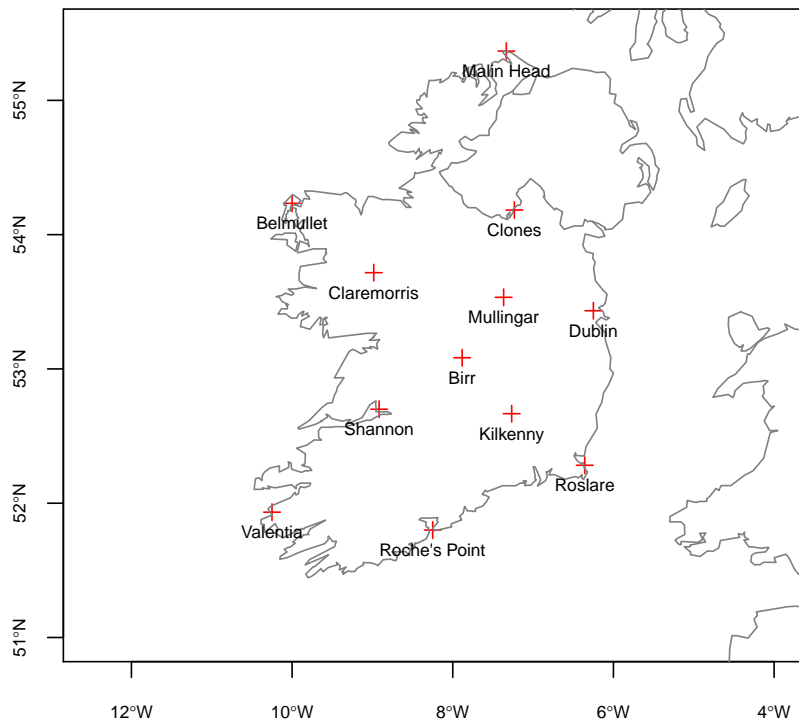 55°N
54°N
53°N
52°N
51°N
Malin Head
Belmullet
Clones
Claremorris
Mullingar
Dublin
Birr
Shannon
Kilkenny
Roslare
Valentia
Roche's Point
12°W
10°W
8°W
6°W
4°W